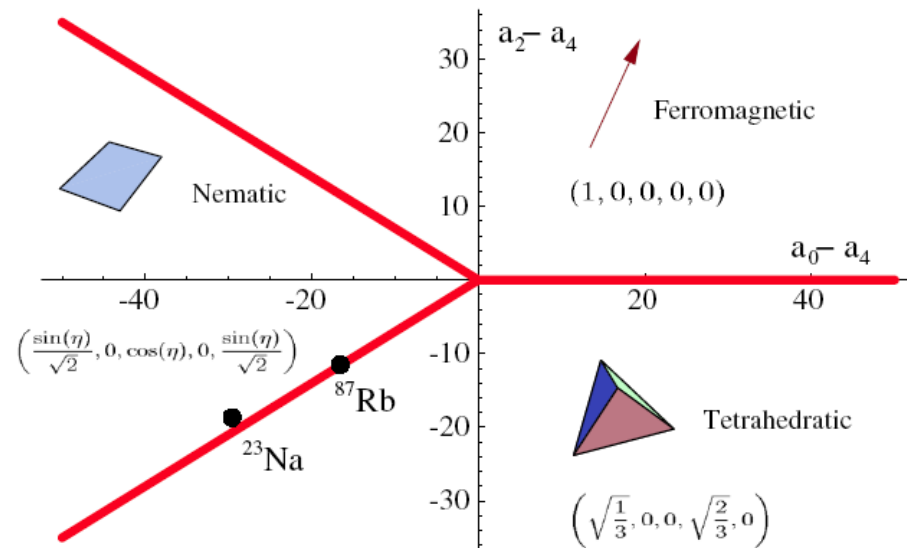 a₂− a₄
30
Ferromagnetic
20
(1, 0, 0, 0, 0)
Nematic
10
a₀− a₄
-40 -20 20 40
(sin(η)/√2, 0, cos(η), 0, sin(η)/√2)
-10
⁸⁷Rb
-20
Tetrahedratic
²³Na
-30
(√(1/3), 0, 0, √(2/3), 0)